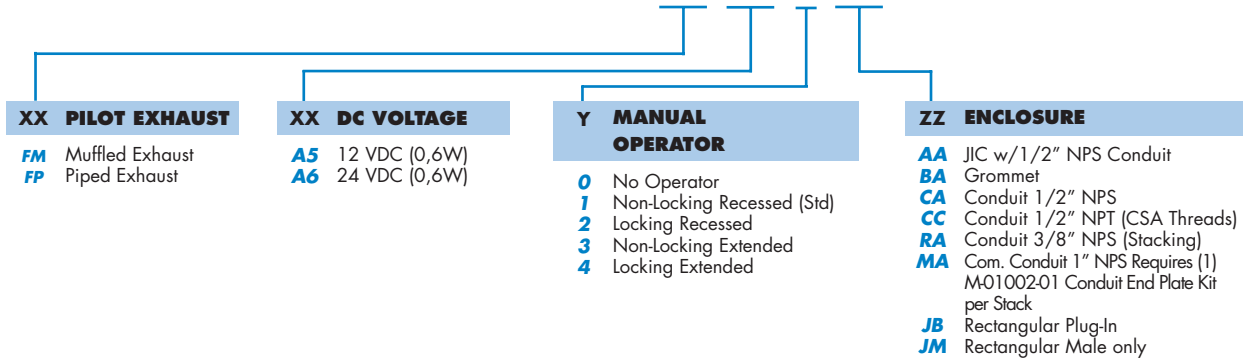 XX PILOT EXHAUST
FM Muffled Exhaust
FP Piped Exhaust
XX DC VOLTAGE
A5 12 VDC (0,6W)
A6 24 VDC (0,6W)
Y MANUAL
OPERATOR
0 No Operator
1 Non-Locking Recessed (Std)
2 Locking Recessed
3 Non-Locking Extended
4 Locking Extended
ZZ ENCLOSURE
AA JIC w/1/2” NPS Conduit
BA Grommet
CA Conduit 1/2” NPS
CC Conduit 1/2” NPT (CSA Threads)
RA Conduit 3/8” NPS (Stacking)
MA Com. Conduit 1” NPS Requires (1)
M-01002-01 Conduit End Plate Kit
per Stack
JB Rectangular Plug-In
JM Rectangular Male only